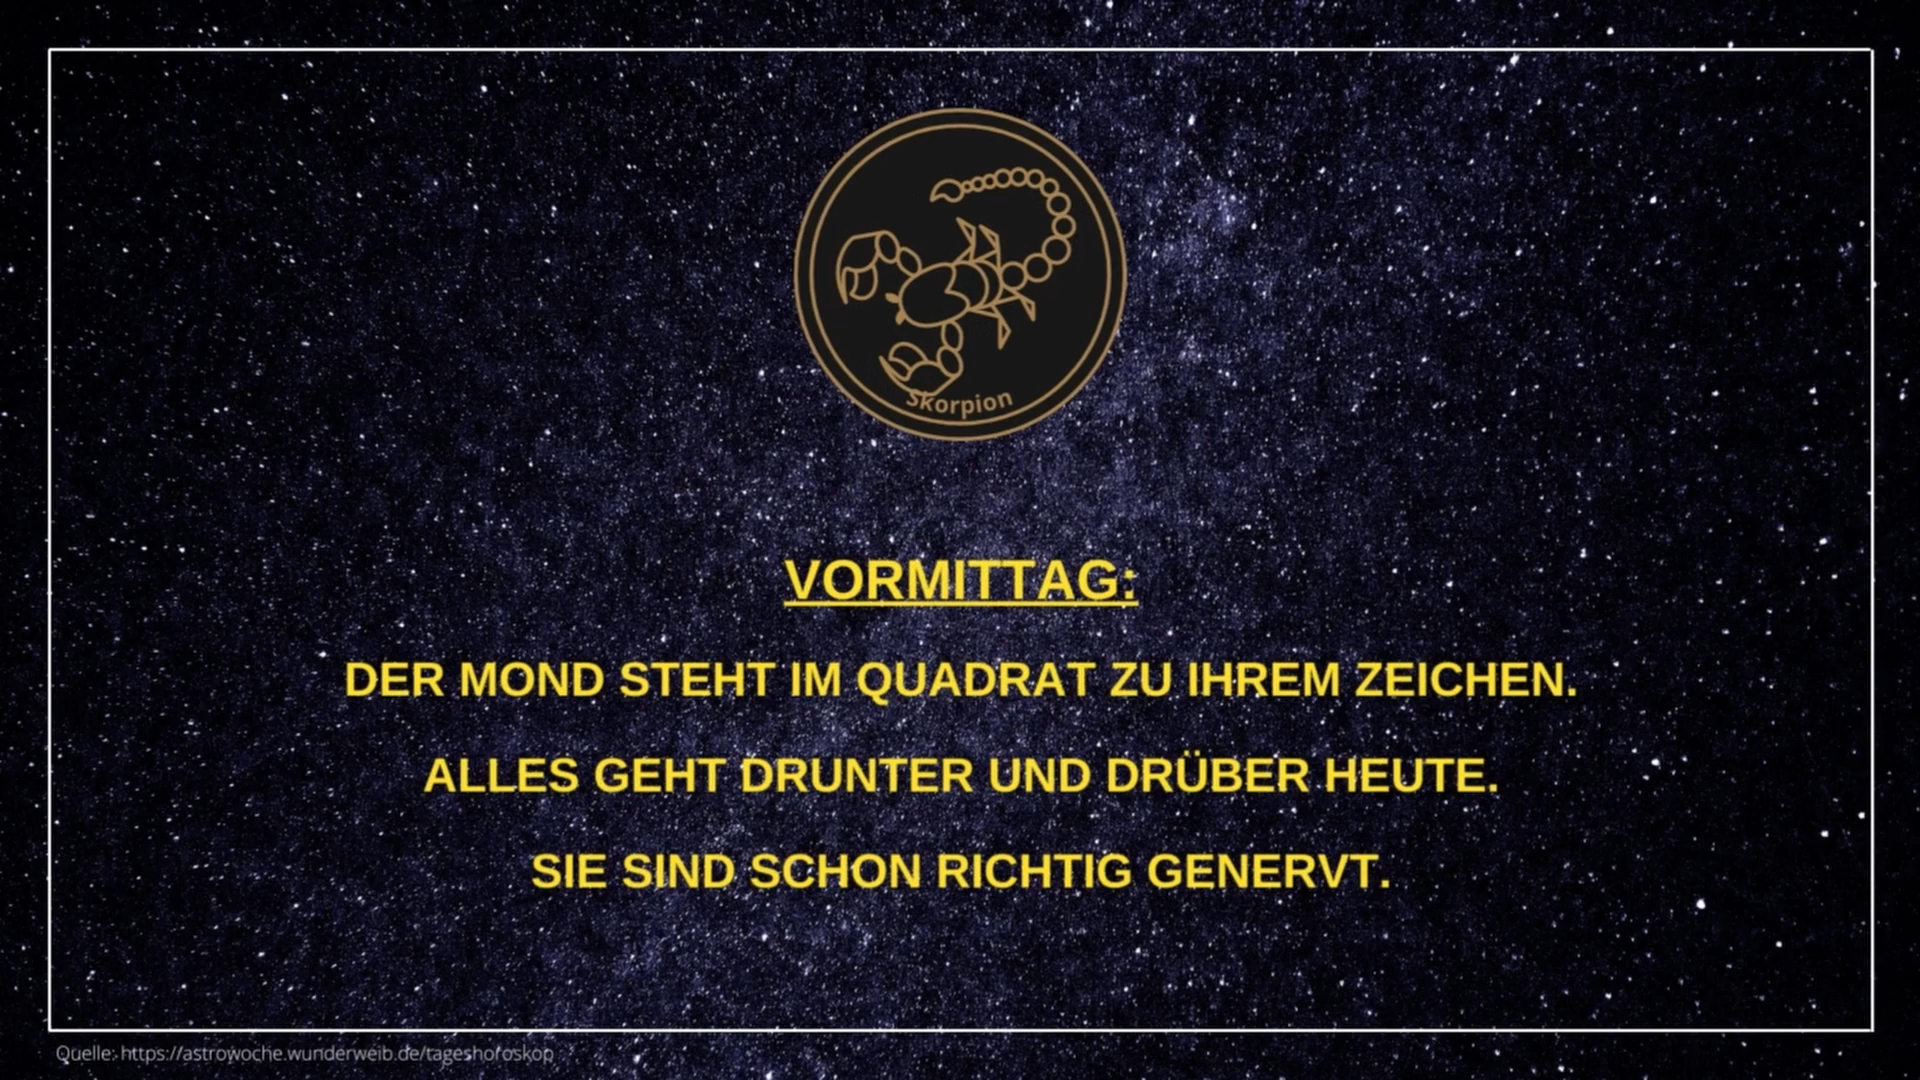 Skorpion
VORMITTAG:
DER MOND STEHT IM QUADRAT ZU IHREM ZEICHEN.
ALLES GEHT DRUNTER UND DRÜBER HEUTE.
SIE SIND SCHON RICHTIG GENERVT.
Quelle: https://astrowoche.wunderweib.de/tageshoroskop